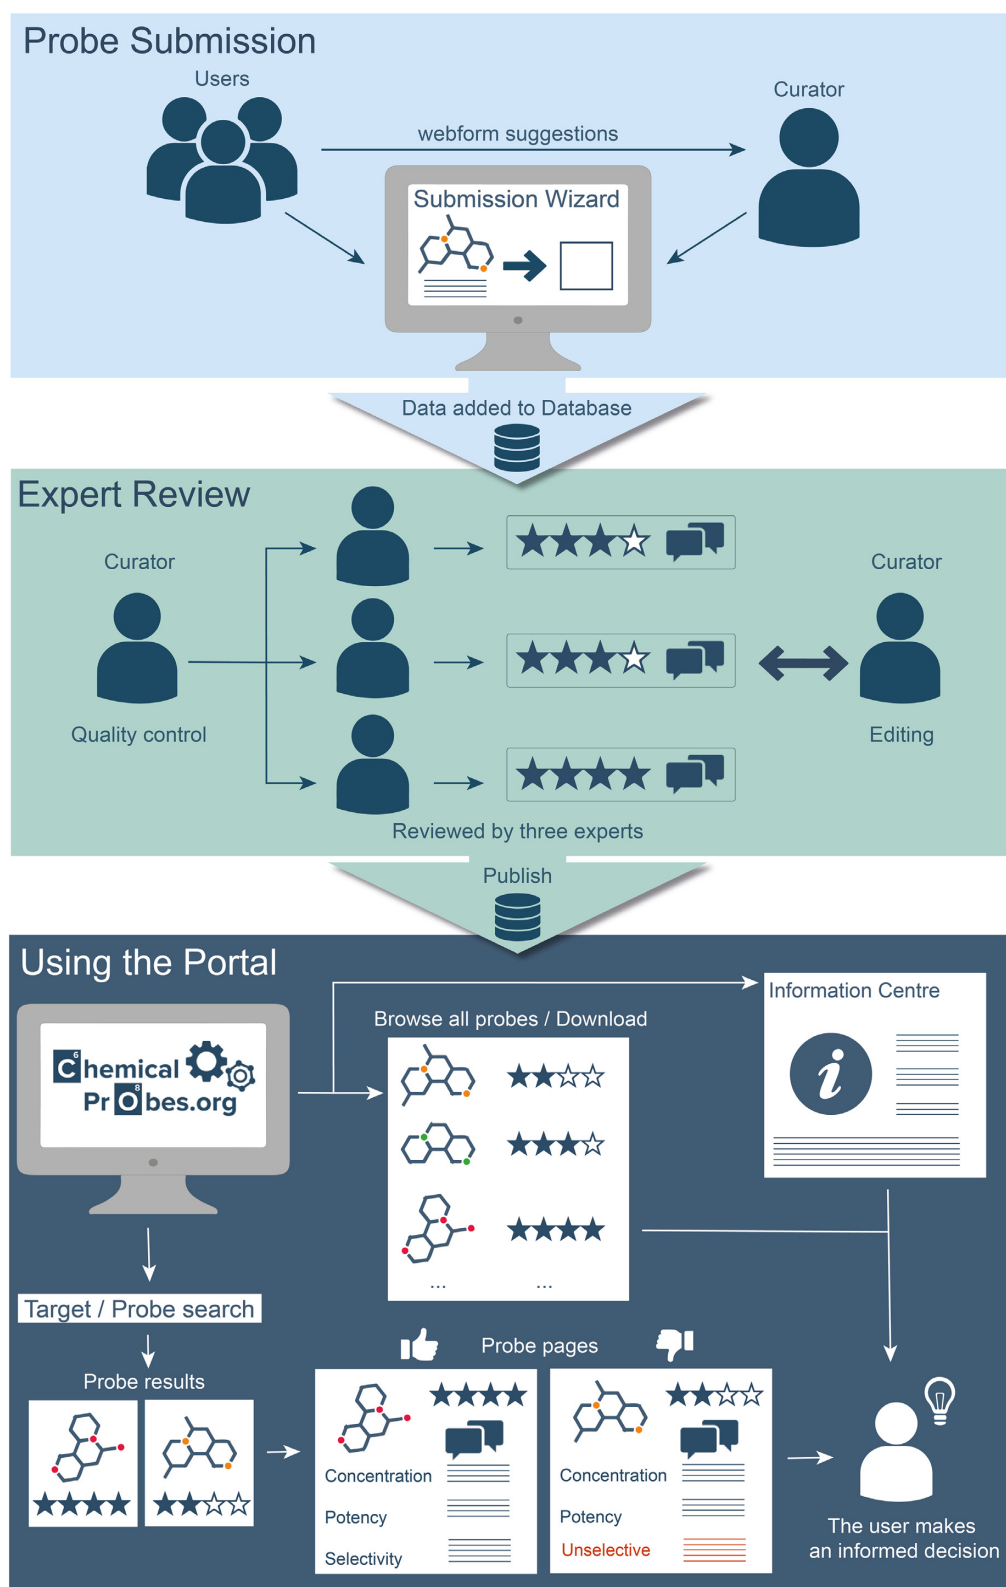 Probe Submission
Users
Curator
webform suggestions
Submission Wizard
Data added to Database
Expert Review
Curator
Curator
Quality control
Editing
Reviewed by three experts
Publish
Using the Portal
Information Centre
Browse all probes / Download
6
Chemical
8
PrObes.org
i
...
...
Target / Probe search
Probe pages
Probe results
Concentration
Potency
Selectivity
Concentration
Potency
Unselective
The user makes
an informed decision